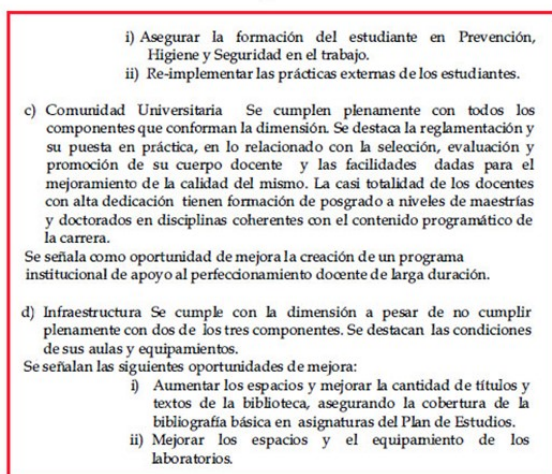 i) Asegurar la formación del estudiante en Prevención,
Higiene y Seguridad en el trabajo.
ii) Re-implementar las prácticas externas de los estudiantes.
c) Comunidad Universitaria Se cumplen plenamente con todos los
componentes que conforman la dimensión. Se destaca la reglamentación y
su puesta en práctica, en lo relacionado con la selección, evaluación y
promoción de su cuerpo docente y las facilidades dadas para el
mejoramiento de la calidad del mismo. La casi totalidad de los docentes
con alta dedicación tienen formación de posgrado a niveles de maestrías
y doctorados en disciplinas coherentes con el contenido programático de
la carrera.
Se señala como oportunidad de mejora la creación de un programa
institucional de apoyo al perfeccionamiento docente de larga duración.
d) Infraestructura Se cumple con la dimensión a pesar de no cumplir
plenamente con dos de los tres componentes. Se destacan las condiciones
de sus aulas y equipamientos.
Se señalan las siguientes oportunidades de mejora:
i) Aumentar los espacios y mejorar la cantidad de títulos y
textos de la biblioteca, asegurando la cobertura de la
bibliografía básica en asignaturas del Plan de Estudios.
ii) Mejorar los espacios y el equipamiento de los
laboratorios.